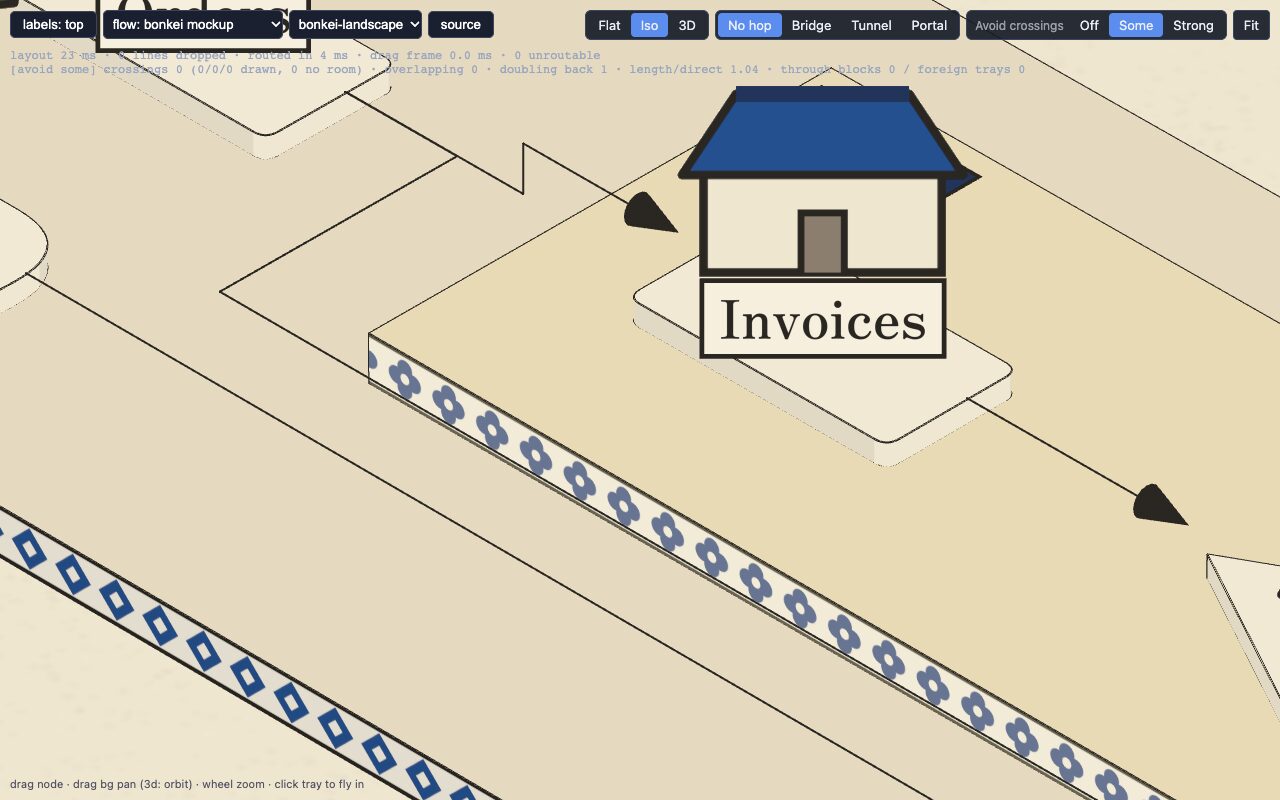 labels: top
flow: bonkei mockup
bonkei-landscape
source
Flat
Iso
3D
No hop
Bridge
Tunnel
Portal
Avoid crossings
Off
Some
Strong
Fit
layout 23 ms · 0 lines dropped · routed in 4 ms · drag frame 0.0 ms · 0 unroutable
[avoid some] crossings 0 (0/0/0 drawn, 0 no room) · overlapping 0 · doubling back 1 · length/direct 1.04 · through blocks 0 / foreign trays 0
Invoices
drag node · drag bg pan (3d: orbit) · wheel zoom · click tray to fly in